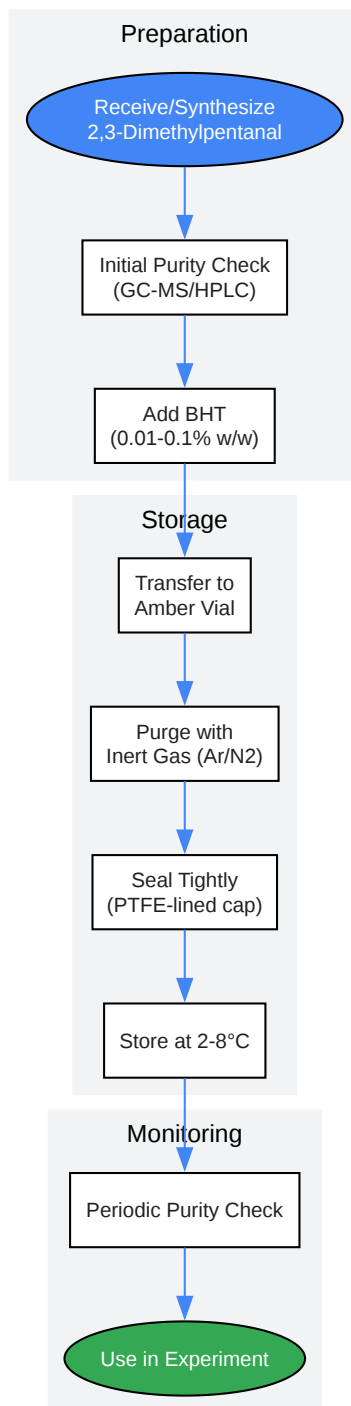 Preparation
Receive/Synthesize
2,3-Dimethylpentanal
Initial Purity Check
(GC-MS/HPLC)
Add BHT
(0.01-0.1% w/w)
Storage
Transfer to
Amber Vial
Purge with
Inert Gas (Ar/N2)
Seal Tightly
(PTFE-lined cap)
Store at 2-8°C
Monitoring
Periodic Purity Check
Use in Experiment